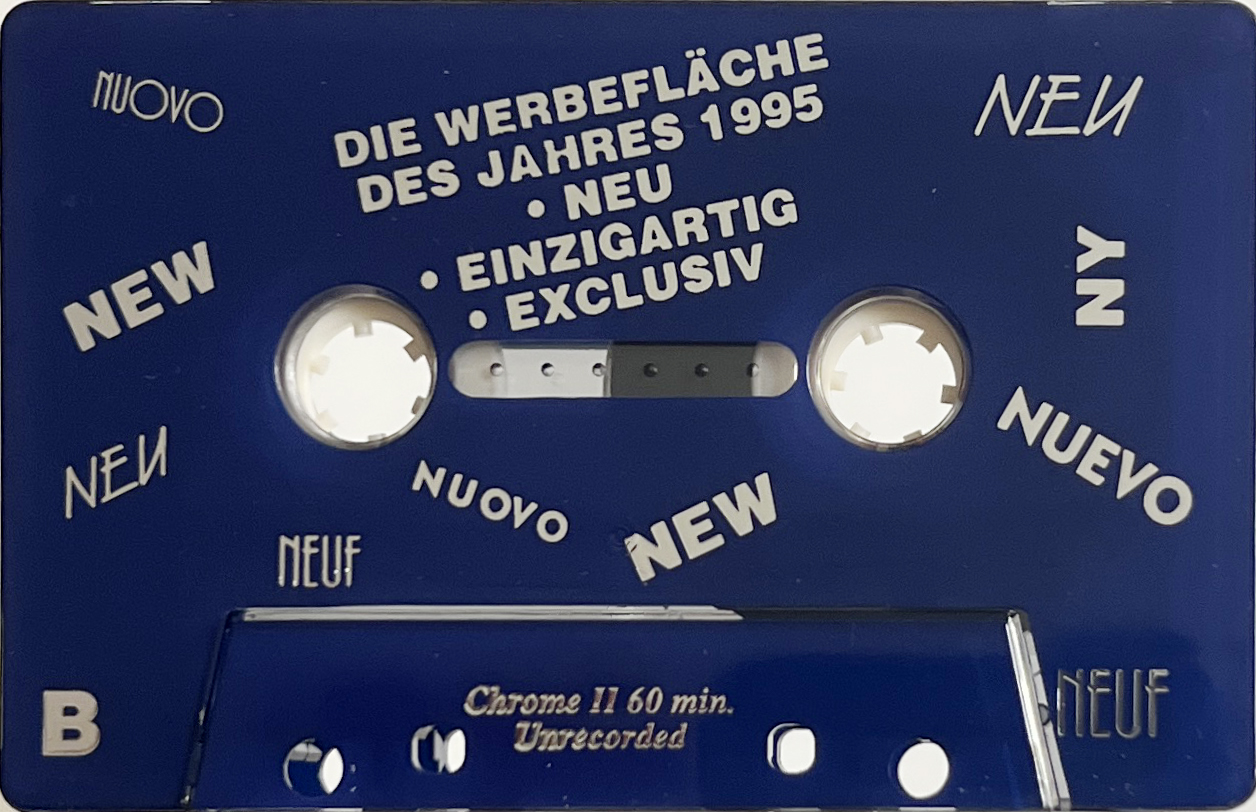 NUOVO
DIE WERBEFLÄCHE
DES JAHRES 1995
• NEU
• EINZIGARTIG
• EXCLUSIV
NEU
NEW
NY
NUEVO
NEU
NUOVO
NEW
NEUF
B
Chrome II 60 min.
Unrecorded
NEUF